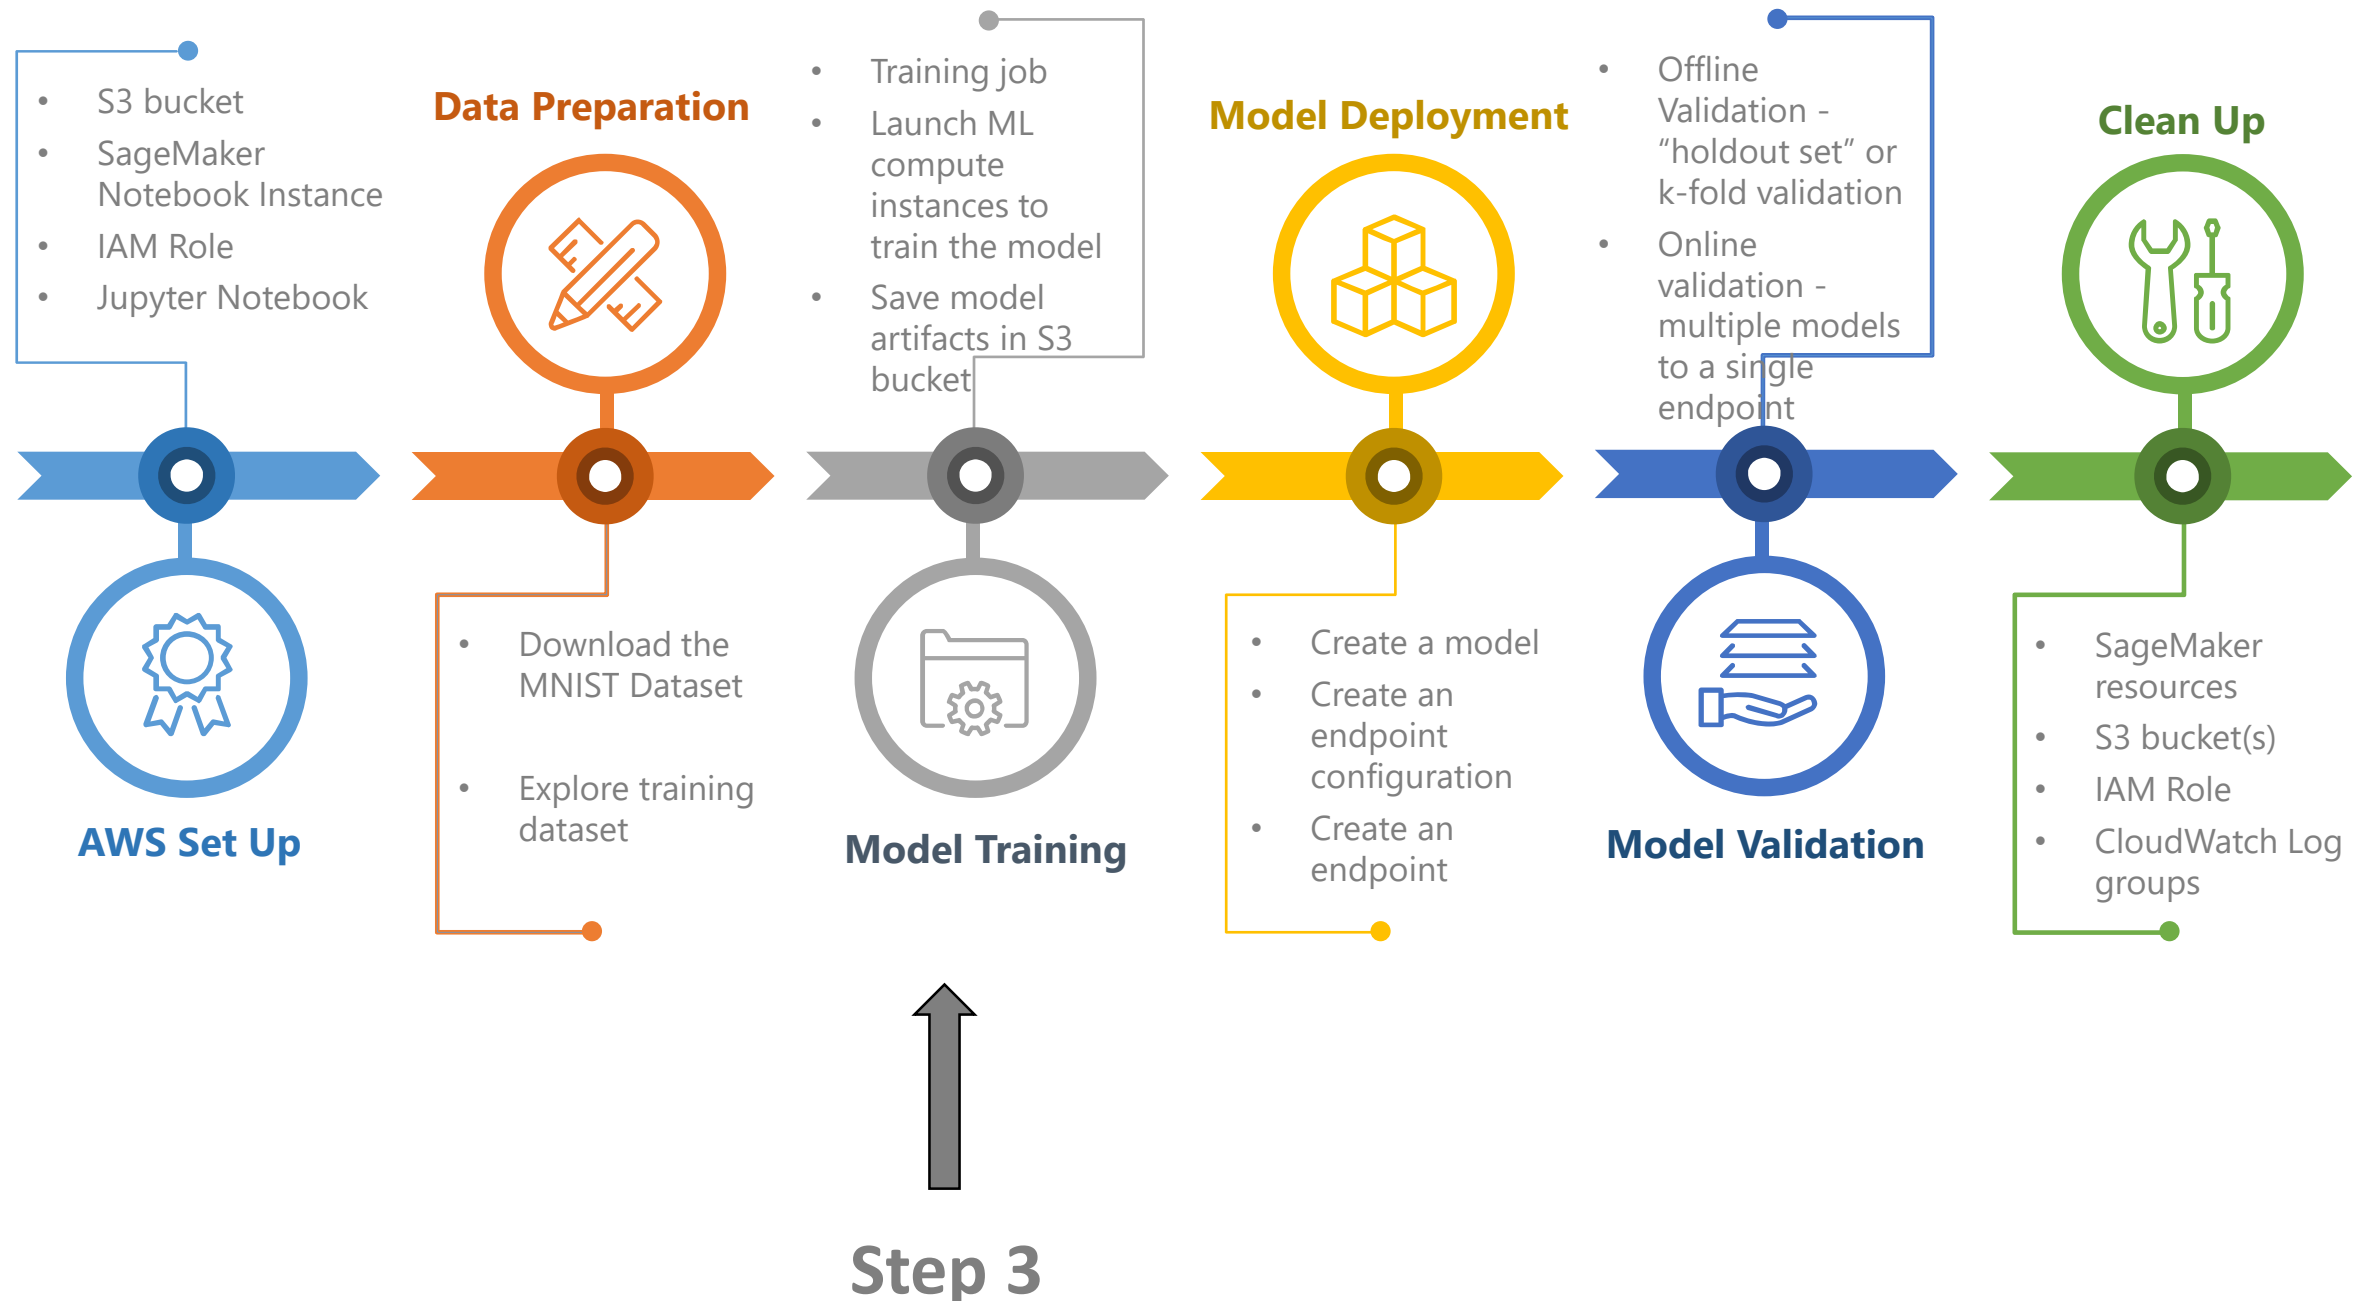 • S3 bucket
• SageMaker
Notebook Instance
• IAM Role
• Jupyter Notebook
AWS Set Up
Data Preparation
• Download the
MNIST Dataset
• Explore training
dataset
• Training job
• Launch ML
compute
instances to
train the model
• Save model
artifacts in S3
bucket
Model Training
Model Deployment
• Create a model
• Create an
endpoint
configuration
• Create an
endpoint
• Offline
Validation -
“holdout set” or
k-fold validation
• Online
validation -
multiple models
to a single
endpoint
Model Validation
Clean Up
• SageMaker
resources
• S3 bucket(s)
• IAM Role
• CloudWatch Log
groups
Step 3